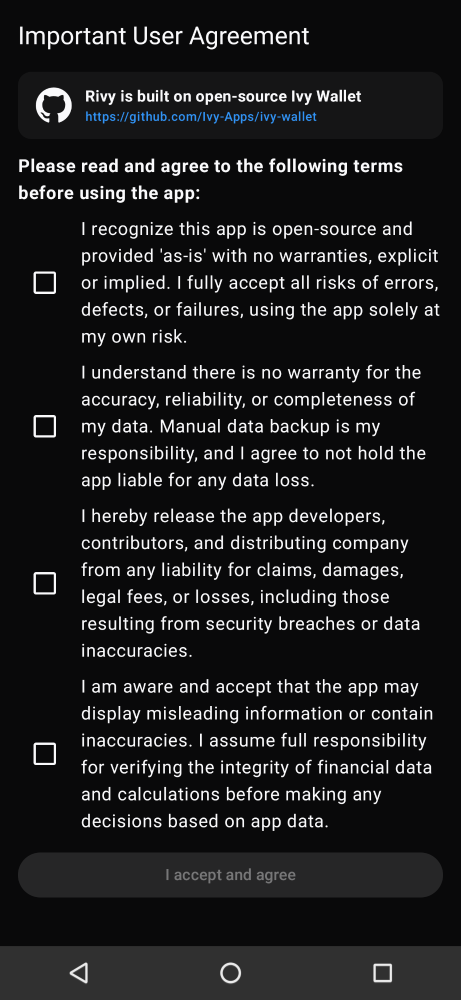 Important User Agreement
Rivy is built on open-source Ivy Wallet
https://github.com/Ivy-Apps/ivy-wallet
Please read and agree to the following terms
before using the app:
I recognize this app is open-source and
provided 'as-is' with no warranties, explicit
or implied. I fully accept all risks of errors,
defects, or failures, using the app solely at
my own risk.
I understand there is no warranty for the
accuracy, reliability, or completeness of
my data. Manual data backup is my
responsibility, and I agree to not hold the
app liable for any data loss.
I hereby release the app developers,
contributors, and distributing company
from any liability for claims, damages,
legal fees, or losses, including those
resulting from security breaches or data
inaccuracies.
I am aware and accept that the app may
display misleading information or contain
inaccuracies. I assume full responsibility
for verifying the integrity of financial data
and calculations before making any
decisions based on app data.
I accept and agree